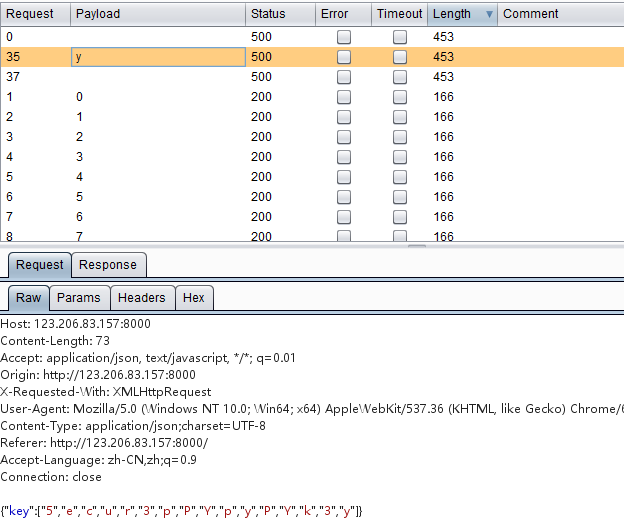 Request Payload Status Error Timeout Length Comment
0 500 453
35 y 500 453
37 500 453
1 0 200 166
2 1 200 166
3 2 200 166
4 3 200 166
5 4 200 166
6 5 200 166
7 6 200 166
8 7 200 166
Request Response
Raw Params Headers Hex
Host: 123.206.83.157:8000
Content-Length: 73
Accept: application/json, text/javascript, */*; q=0.01
Origin: http://123.206.83.157:8000
X-Requested-With: XMLHttpRequest
User-Agent: Mozilla/5.0 (Windows NT 10.0; Win64; x64) AppleWebKit/537.36 (KHTML, like Gecko) Chrome/6
Content-Type: application/json;charset=UTF-8
Referer: http://123.206.83.157:8000/
Accept-Language: zh-CN,zh;q=0.9
Connection: close
{"key":["5","e","c","u","r","3","p","P","Y","p","y","P","Y","k","3","y"]}